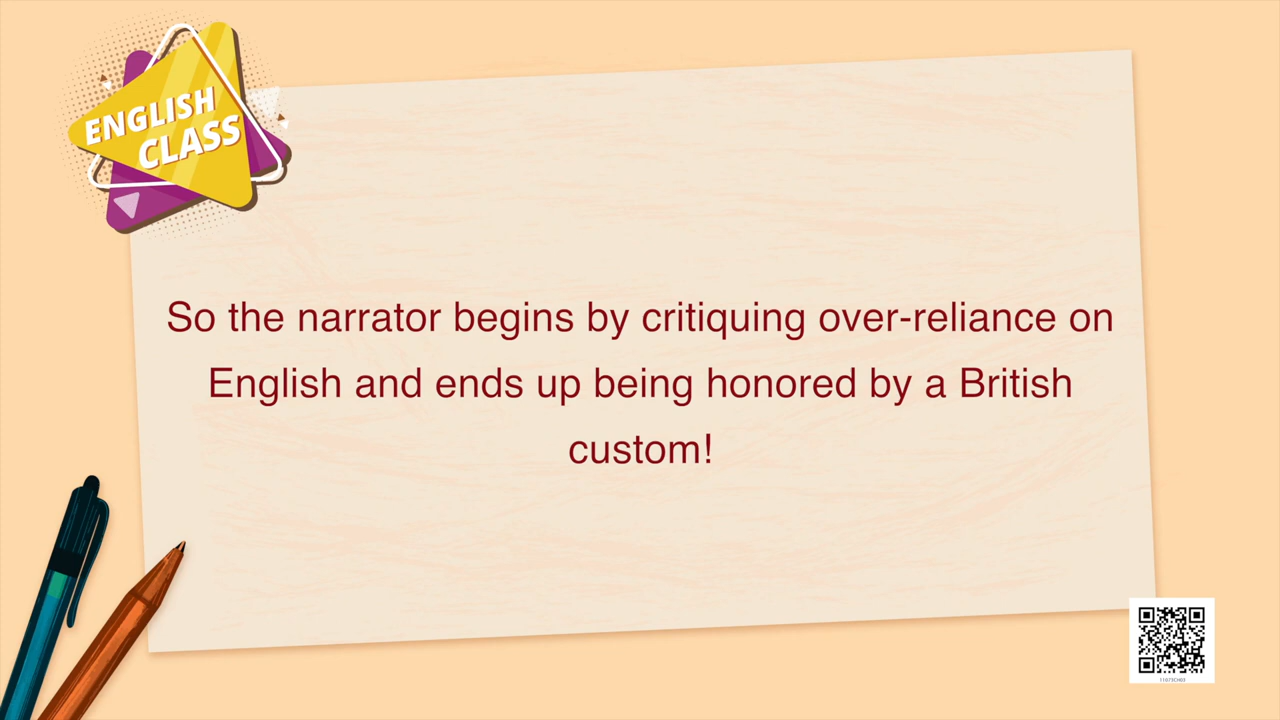 ENGLISH
CLASS
So the narrator begins by critiquing over-reliance on
English and ends up being honored by a British
custom!